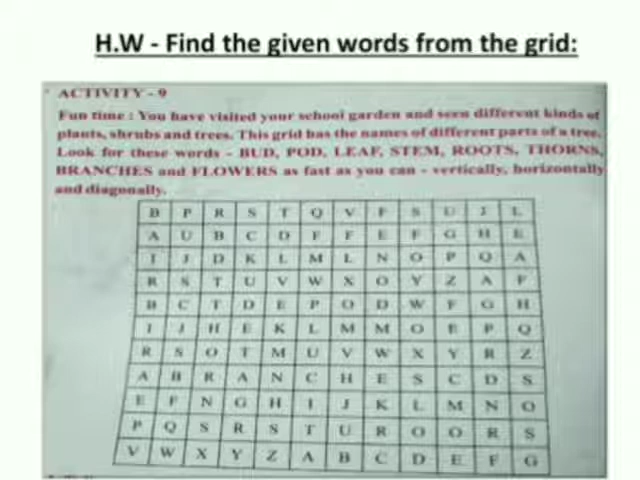 H.W - Find the given words from the grid:
ACTIVITY - 9
Fun time : You have visited your school garden and seen different kinds of
plants, shrubs and trees. This grid has the names of different parts of a tree.
Look for these words - BUD, POD, LEAF, STEM, ROOTS, THORNS,
BRANCHES and FLOWERS as fast as you can - vertically, horizontally
and diagonally.
B P R S T Q V F S U J L
A U B C D F F E F G H E
I J D K L M L N O P Q A
R S T U V W X O Y Z A F
B C T D E P O D W F G H
I J H E K L M M O E P Q
R S O T M U V W X Y R Z
A B R A N C H E S C D S
E F N G H I J K L M N O
P Q S R S T U R O O R S
V W X Y Z A B C D E F G